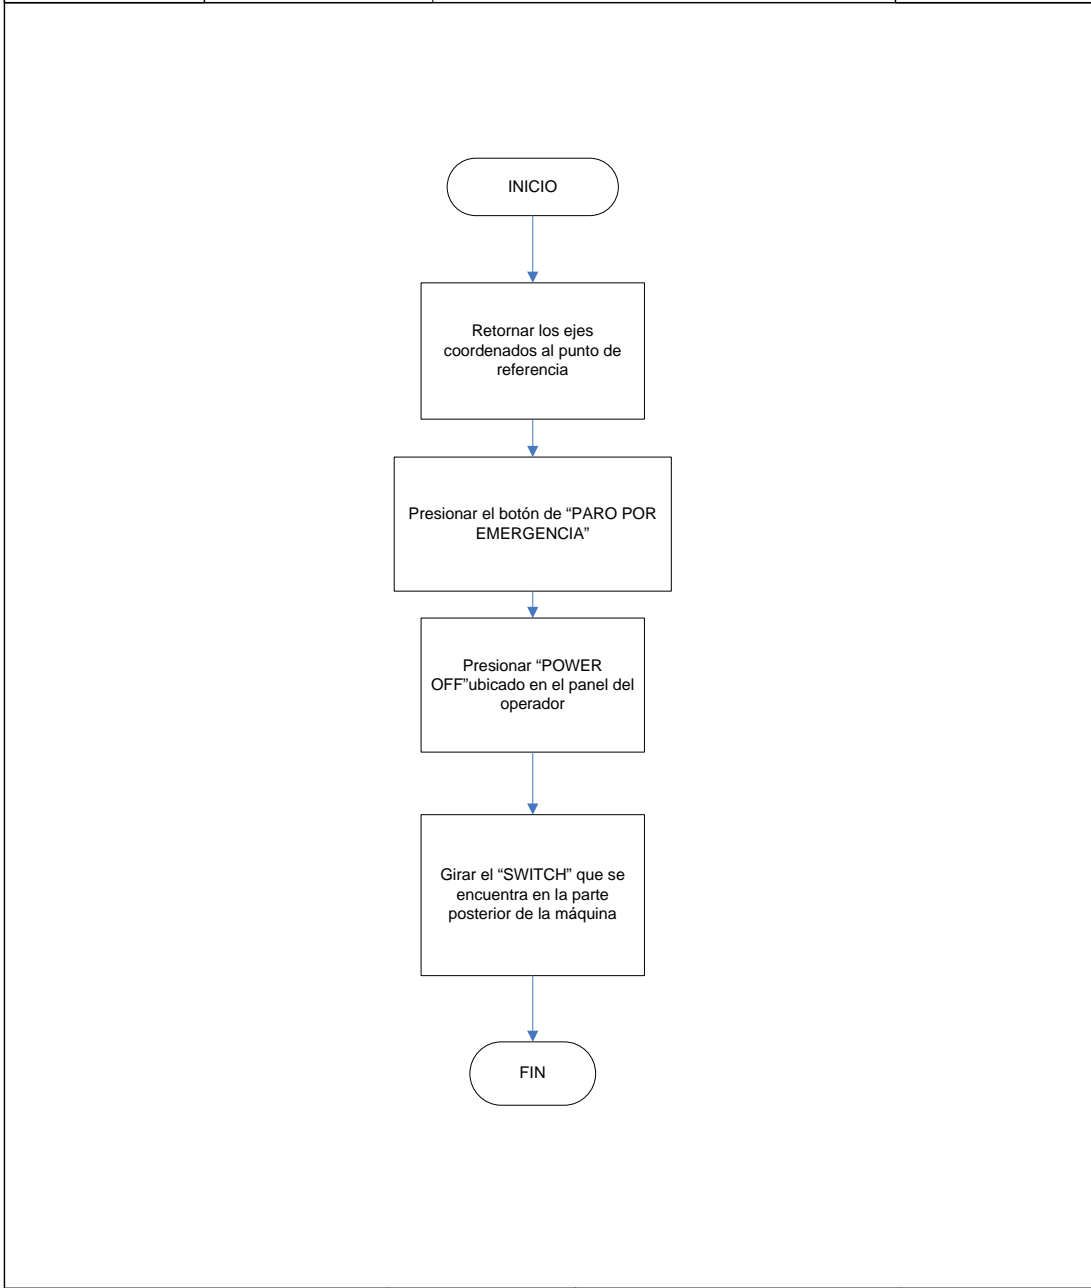 INICIO
Retornar los ejes
coordenados al punto de
referencia
Presionar el botón de “PARO POR
EMERGENCIA”
Presionar “POWER
OFF”ubicado en el panel del
operador
Girar el “SWITCH” que se
encuentra en la parte
posterior de la máquina
FIN